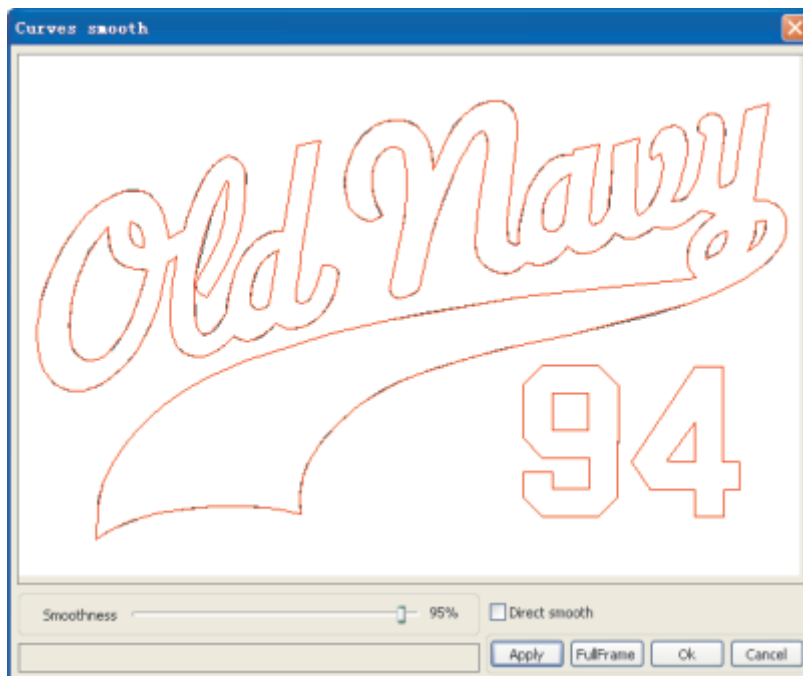 Curves smooth
Old Navy
94
Smoothness 95% Direct smooth
Apply FullFrame Ok Cancel